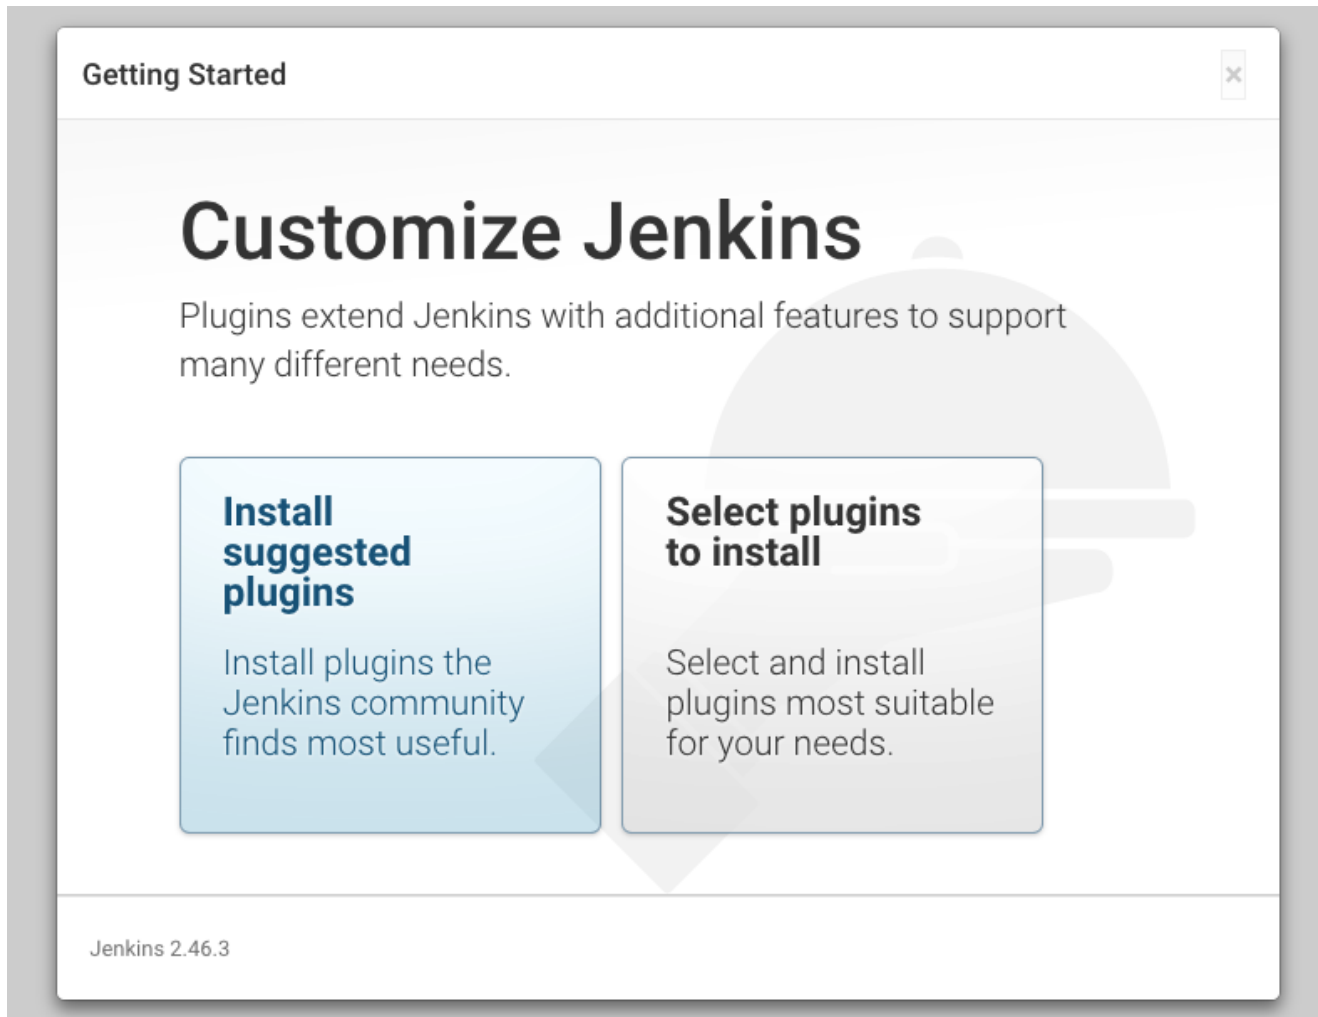 Getting Started
×
Customize Jenkins
Plugins extend Jenkins with additional features to support
many different needs.
Install
suggested
plugins
Install plugins the
Jenkins community
finds most useful.
Select plugins
to install
Select and install
plugins most suitable
for your needs.
Jenkins 2.46.3